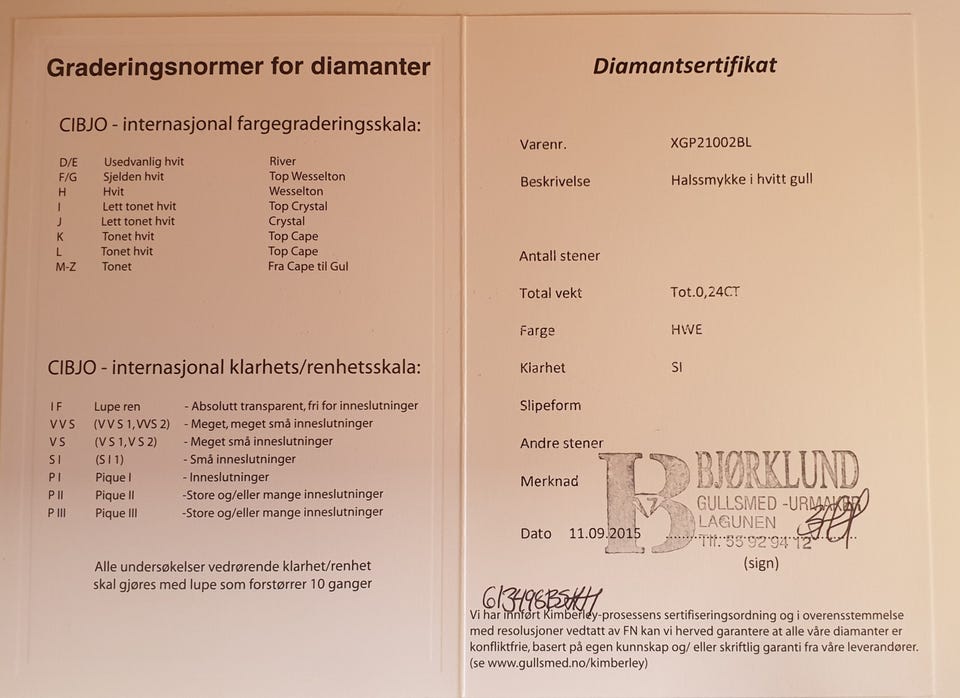 Graderingsnormer for diamanter
CIBJO - internasjonal fargegraderingsskala:
D/E Usedvanlig hvit River
F/G Sjelden hvit Top Wesselton
H Hvit Wesselton
I Lett tonet hvit Top Crystal
J Lett tonet hvit Crystal
K Tonet hvit Top Cape
L Tonet hvit Top Cape
M-Z Tonet Fra Cape til Gul
CIBJO - internasjonal klarhets/renhetsskala:
I F Lupe ren - Absolutt transparent, fri for inneslutninger
V V S (V V S 1, VVS 2) - Meget, meget små inneslutninger
V S (V S 1, V S 2) - Meget små inneslutninger
S I (S I 1) - Små inneslutninger
P I Pique I - Inneslutninger
P II Pique II -Store og/eller mange inneslutninger
P III Pique III -Store og/eller mange inneslutninger
Alle undersøkelser vedrørende klarhet/renhet
skal gjøres med lupe som forstørrer 10 ganger
Diamantsertifikat
Varenr. XGP21002BL
Beskrivelse Halssmykke i hvitt gull
Antall stener
Total vekt Tot.0,24CT
Farge HWE
Klarhet SI
Slipeform
Andre stener
Merknad
B BJØRKLUND
GULLSMED - URMAKER
LAGUNEN
Tlf. 55 92 94 12
Dato 11.09.2015
(sign)
Vi har innført Kimberley-prosessens sertifiseringsordning og i overensstemmelse
med resolusjoner vedtatt av FN kan vi herved garantere at alle våre diamanter er
konfliktfrie, basert på egen kunnskap og/ eller skriftlig garanti fra våre leverandører.
(se www.gullsmed.no/kimberley)